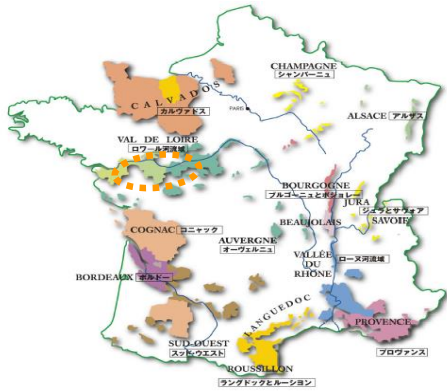 CHAMPAGNE
シャンパーニュ
CALVADOS
カルヴァドス
PARIS
ALSACE アルザス
VAL DE LOIRE
ロワール河流域
BOURGOGNE
ブルゴーニュとボジョレー
JURA
ジュラとサヴォア
SAVOIE
BEAUJOLAIS
COGNAC コニャック
AUVERGNE
オーヴェルニュ
VALLÉE
DU
RHÔNE
ローヌ河流域
BORDEAUX ボルドー
LANGUEDOC
PROVENCE
プロヴァンス
SUD-OUEST
スッド・ウエスト
ROUSSILLON
ラングドックとルーション